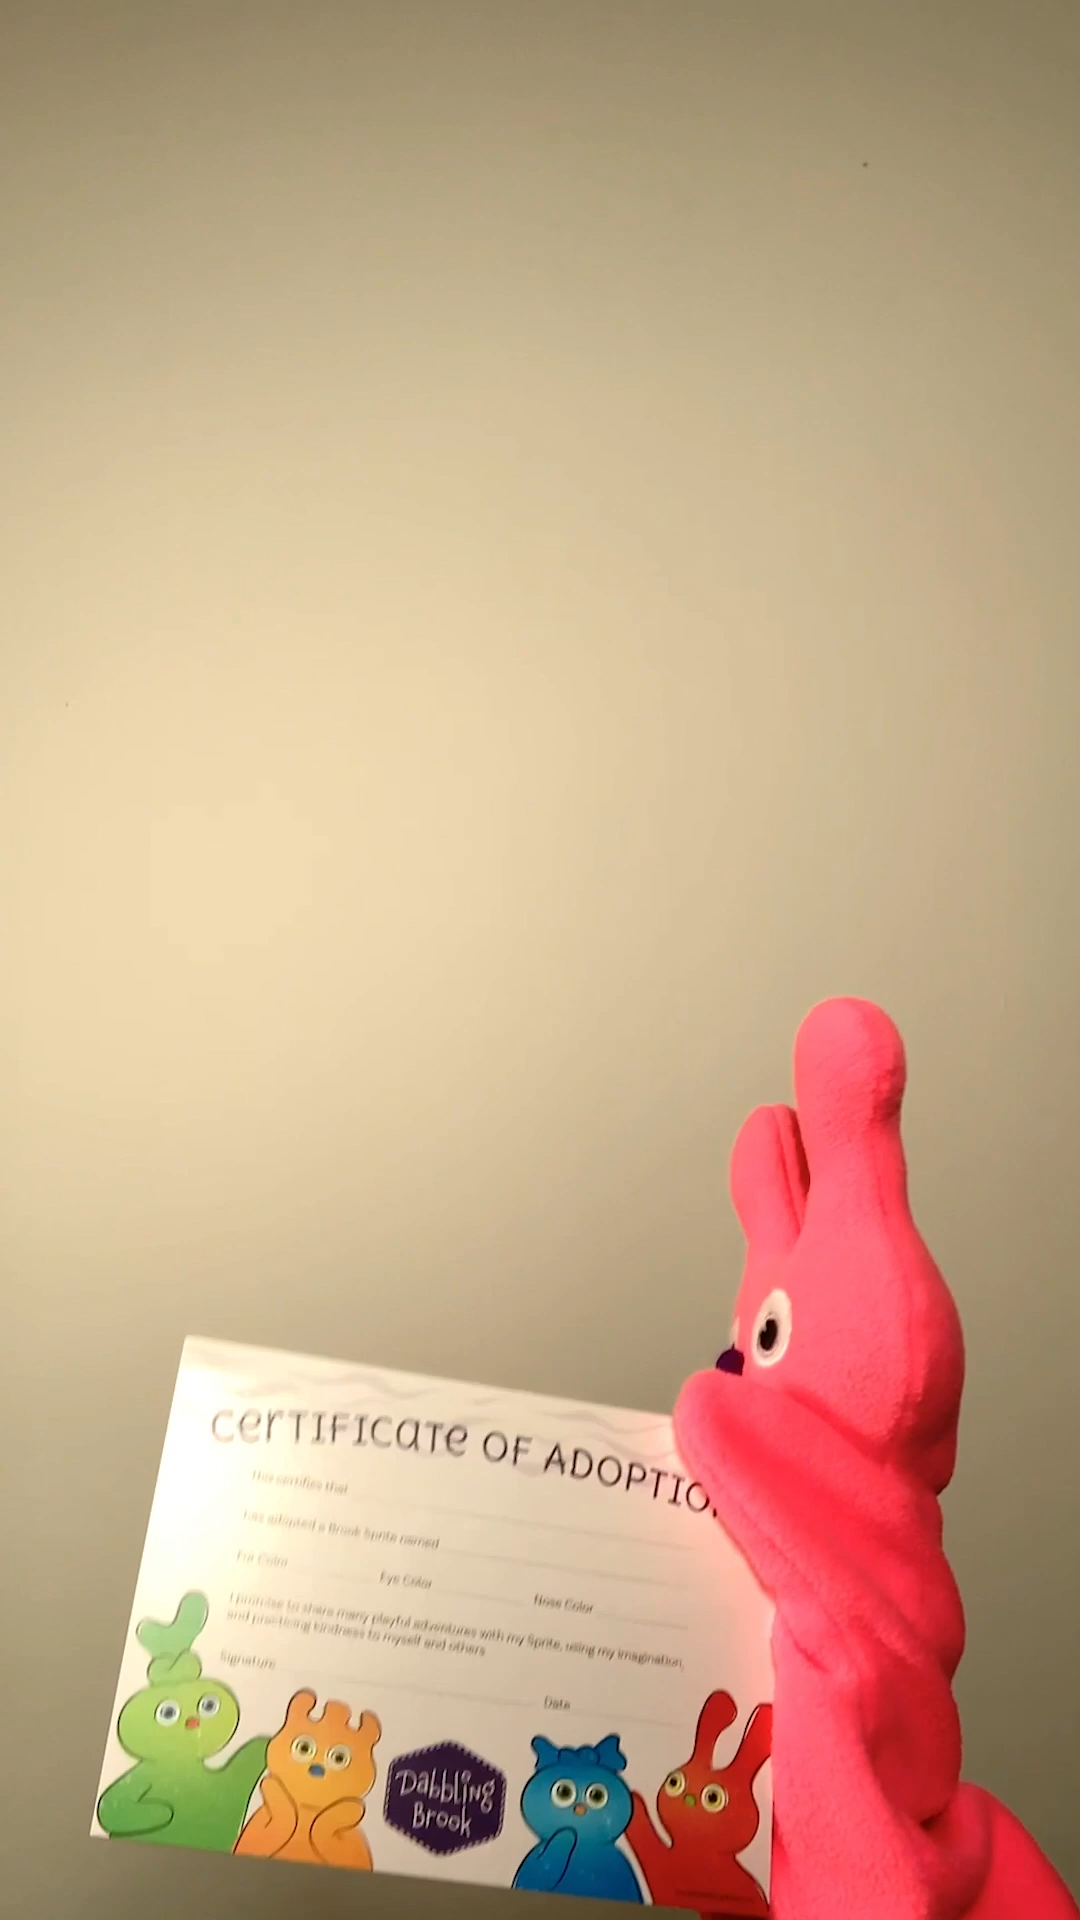 Certificate OF ADOPTIO
This certifies that
has adopted a Brook Sprite named
Fur Color Eye Color Nose Color
I promise to share many playful adventures with my Sprite, using my imagination,
and practicing kindness to myself and others
Signature
Date
Dabbling
Brook